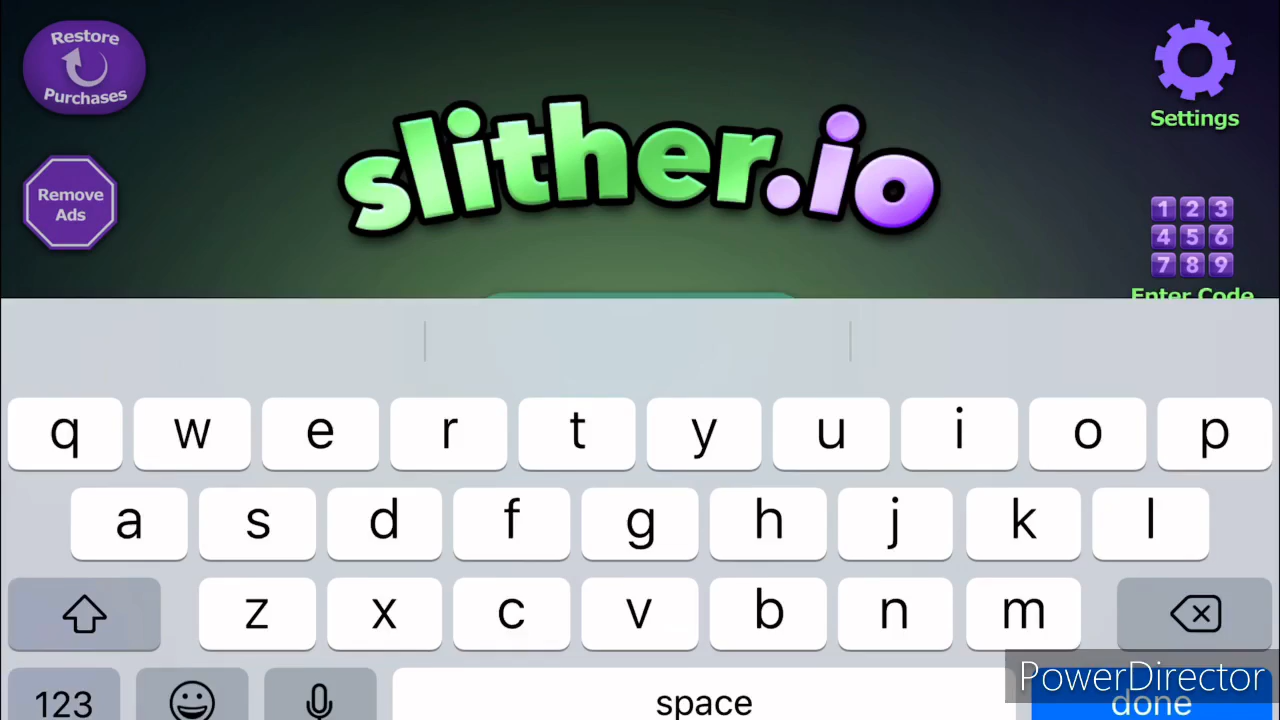 Restore
Purchases
slither.io
Settings
Remove
Ads
1 2 3
4 5 6
7 8 9
Enter Code
q w e r t y u i o p
a s d f g h j k l
z x c v b n m
PowerDirector
123 space done